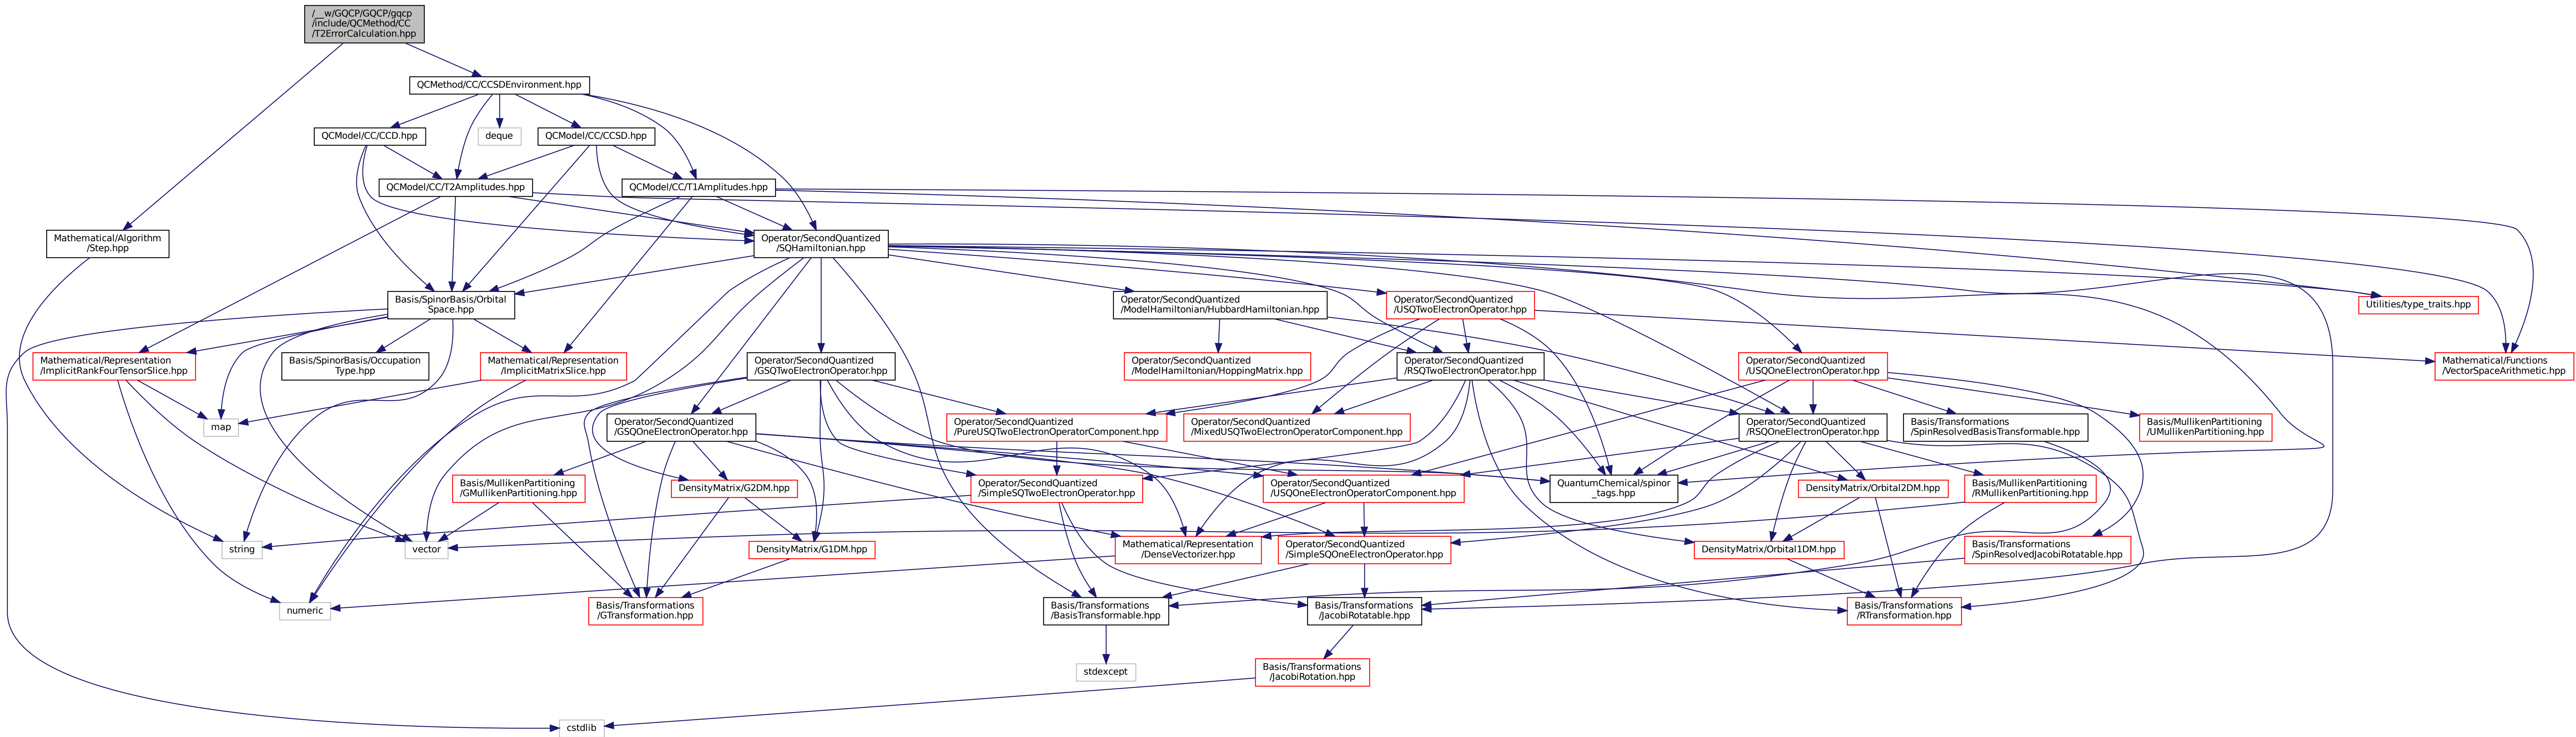 /__w/GQCP/GQCP/gqcp
/include/QCMethod/CC
/T2ErrorCalculation.hpp
QCMethod/CC/CCSDEnvironment.hpp
QCModel/CC/CCD.hpp
deque
QCModel/CC/CCSD.hpp
QCModel/CC/T2Amplitudes.hpp
QCModel/CC/T1Amplitudes.hpp
Mathematical/Algorithm
/Step.hpp
Operator/SecondQuantized
/SQHamiltonian.hpp
Basis/SpinorBasis/Orbital
Space.hpp
Operator/SecondQuantized
/ModelHamiltonian/HubbardHamiltonian.hpp
Operator/SecondQuantized
/USQTwoElectronOperator.hpp
Utilities/type_traits.hpp
Mathematical/Representation
/ImplicitRankFourTensorSlice.hpp
Basis/SpinorBasis/Occupation
Type.hpp
Mathematical/Representation
/ImplicitMatrixSlice.hpp
Operator/SecondQuantized
/GSQTwoElectronOperator.hpp
Operator/SecondQuantized
/ModelHamiltonian/HoppingMatrix.hpp
Operator/SecondQuantized
/RSQTwoElectronOperator.hpp
Operator/SecondQuantized
/USQOneElectronOperator.hpp
Mathematical/Functions
/VectorSpaceArithmetic.hpp
map
Operator/SecondQuantized
/GSQOneElectronOperator.hpp
Operator/SecondQuantized
/PureUSQTwoElectronOperatorComponent.hpp
Operator/SecondQuantized
/MixedUSQTwoElectronOperatorComponent.hpp
Operator/SecondQuantized
/RSQOneElectronOperator.hpp
Basis/Transformations
/SpinResolvedBasisTransformable.hpp
Basis/MullikenPartitioning
/UMullikenPartitioning.hpp
Basis/MullikenPartitioning
/GMullikenPartitioning.hpp
DensityMatrix/G2DM.hpp
Operator/SecondQuantized
/SimpleSQTwoElectronOperator.hpp
Operator/SecondQuantized
/USQOneElectronOperatorComponent.hpp
QuantumChemical/spinor
_tags.hpp
DensityMatrix/Orbital2DM.hpp
Basis/MullikenPartitioning
/RMullikenPartitioning.hpp
string
vector
DensityMatrix/G1DM.hpp
Mathematical/Representation
/DenseVectorizer.hpp
Operator/SecondQuantized
/SimpleSQOneElectronOperator.hpp
DensityMatrix/Orbital1DM.hpp
Basis/Transformations
/SpinResolvedJacobiRotatable.hpp
numeric
Basis/Transformations
/GTransformation.hpp
Basis/Transformations
/BasisTransformable.hpp
Basis/Transformations
/JacobiRotatable.hpp
Basis/Transformations
/RTransformation.hpp
stdexcept
Basis/Transformations
/JacobiRotation.hpp
cstdlib